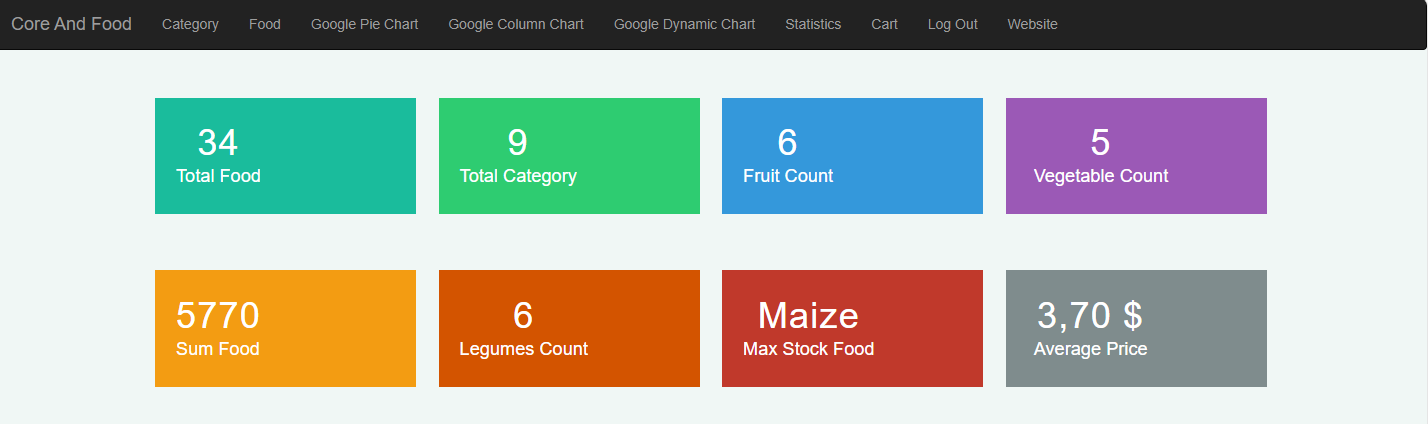 Core And Food Category Food Google Pie Chart Google Column Chart Google Dynamic Chart Statistics Cart Log Out Website
34
Total Food
9
Total Category
6
Fruit Count
5
Vegetable Count
5770
Sum Food
6
Legumes Count
Maize
Max Stock Food
3,70 $
Average Price